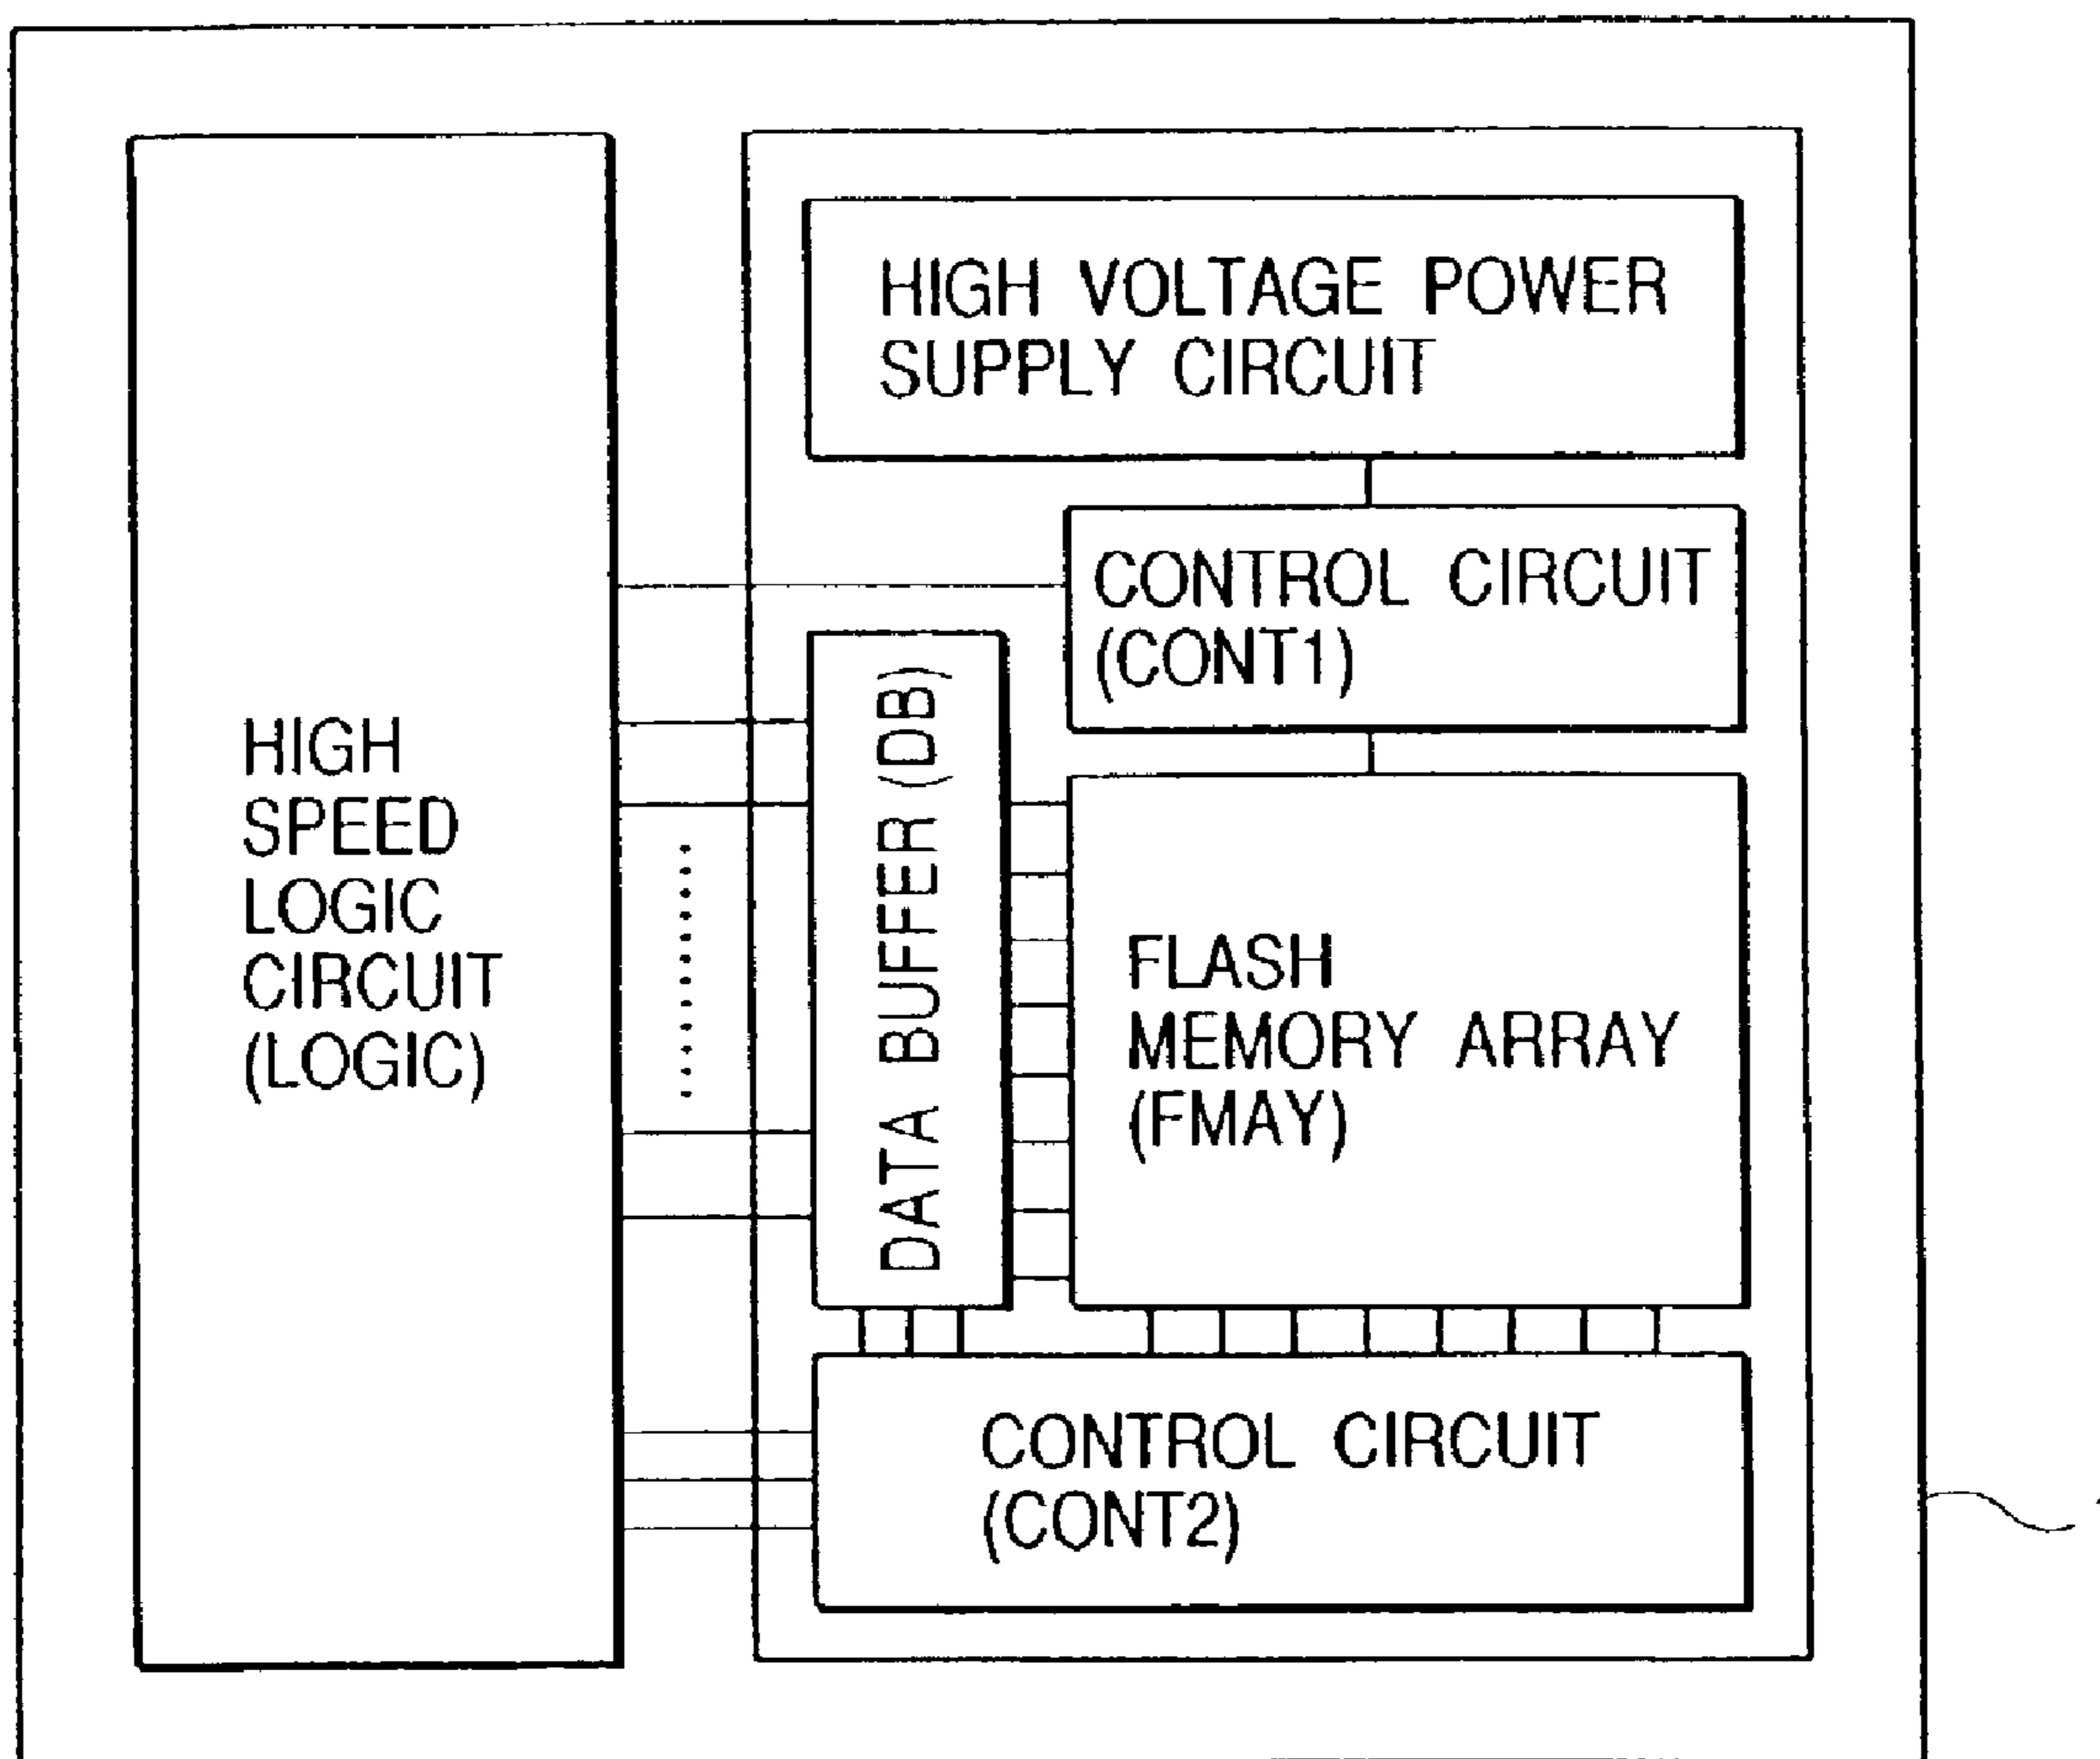 HIGH VOLTAGE POWER
SUPPLY CIRCUIT
CONTROL CIRCUIT
(CONT1)
HIGH
SPEED
LOGIC
CIRCUIT
(LOGIC)
DATA BUFFER (DB)
FLASH
MEMORY ARRAY
(FMAY)
CONTROL CIRCUIT
(CONT2)